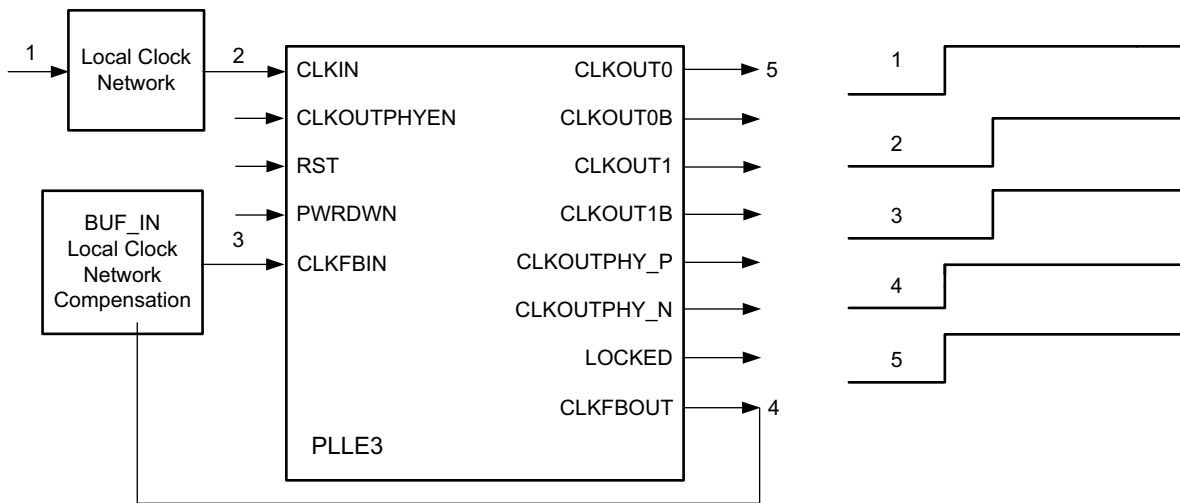 1
Local Clock
Network
2
CLKIN
CLKOUTPHYEN
RST
PWRDWN
BUF_IN
Local Clock
Network
Compensation
3
CLKFBIN
PLLE3
CLKOUT0
5
CLKOUT0B
CLKOUT1
CLKOUT1B
CLKOUTPHY_P
CLKOUTPHY_N
LOCKED
CLKFBOUT
4
1
2
3
4
5